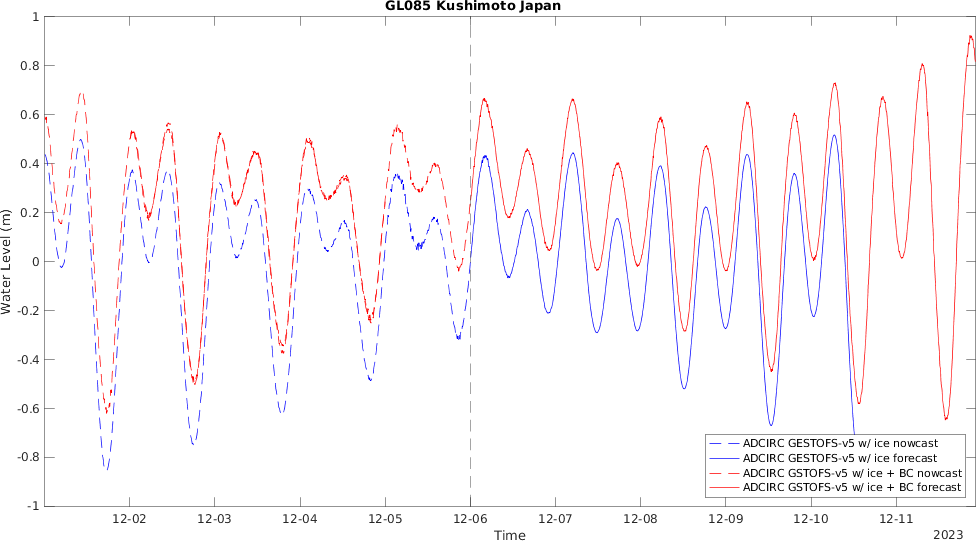 GL085 Kushimoto Japan
1
0.8
0.6
0.4
0.2
0
-0.2
-0.4
-0.6
-0.8
-1
Water Level (m)
12-02 12-03 12-04 12-05 12-06 12-07 12-08 12-09 12-10 12-11
Time
2023
ADCIRC GESTOFS-v5 w/ ice nowcast
ADCIRC GESTOFS-v5 w/ ice forecast
ADCIRC GSTOFS-v5 w/ ice + BC nowcast
ADCIRC GSTOFS-v5 w/ ice + BC forecast